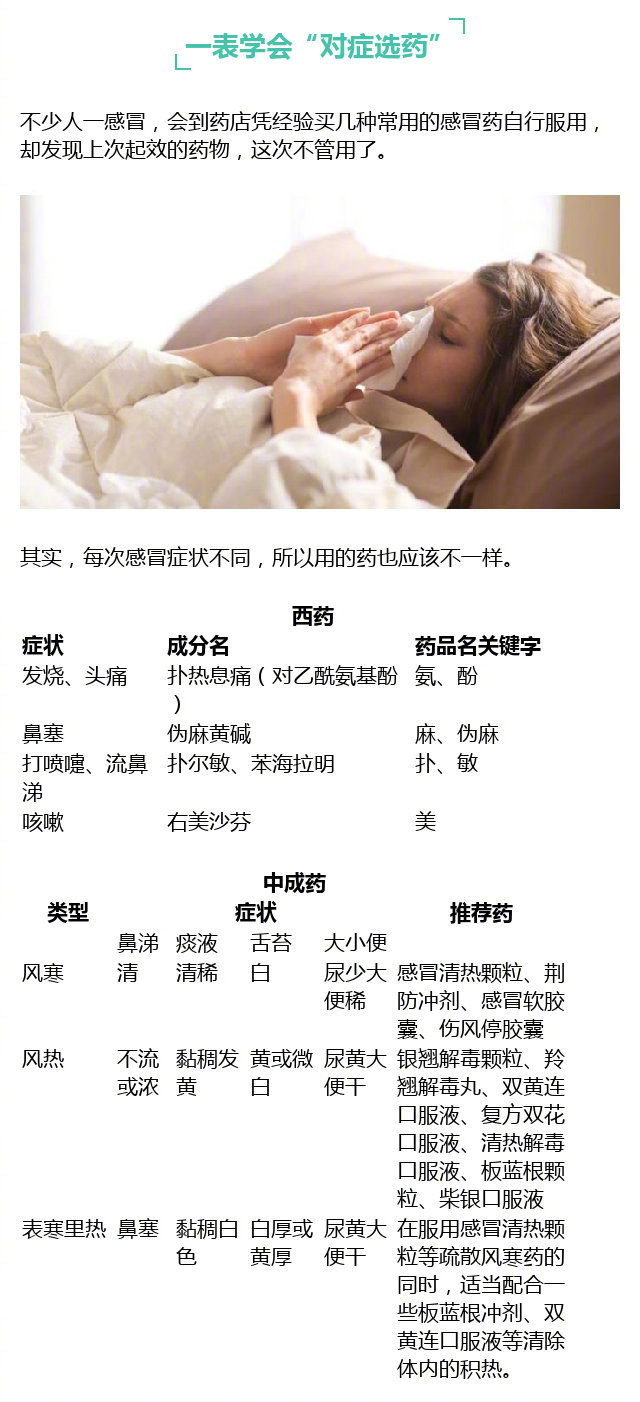 一表学会“对症选药”
不少人一感冒，会到药店凭经验买几种常用的感冒药自行服用，
却发现上次起效的药物，这次不管用了。
其实，每次感冒症状不同，所以用的药也应该不一样。
西药
症状 成分名 药品名关键字
发烧、头痛 扑热息痛（对乙酰氨基酚 氨、酚
）
鼻塞 伪麻黄碱 麻、伪麻
打喷嚏、流鼻 扑尔敏、苯海拉明 扑、敏
涕
咳嗽 右美沙芬 美
中成药
类型 症状 推荐药
鼻涕 痰液 舌苔 大小便
风寒 清 清稀 白 尿少大 感冒清热颗粒、荆
便稀 防冲剂、感冒软胶
囊、伤风停胶囊
风热 不流 黏稠发 黄或微 尿黄大 银翘解毒颗粒、羚
或浓 黄 白 便干 翘解毒丸、双黄连
口服液、复方双花
口服液、清热解毒
口服液、板蓝根颗
粒、柴银口服液
表寒里热 鼻塞 黏稠白 白厚或 尿黄大 在服用感冒清热颗
色 黄厚 便干 粒等疏散风寒药的
同时，适当配合一
些板蓝根冲剂、双
黄连口服液等清除
体内的积热。